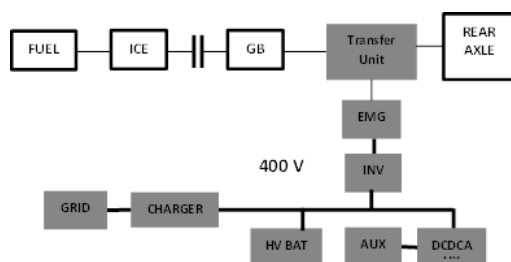 FUEL
ICE
GB
Transfer
Unit
REAR
AXLE
EMG
400 V
INV
GRID
CHARGER
HV BAT
AUX
DCDCA